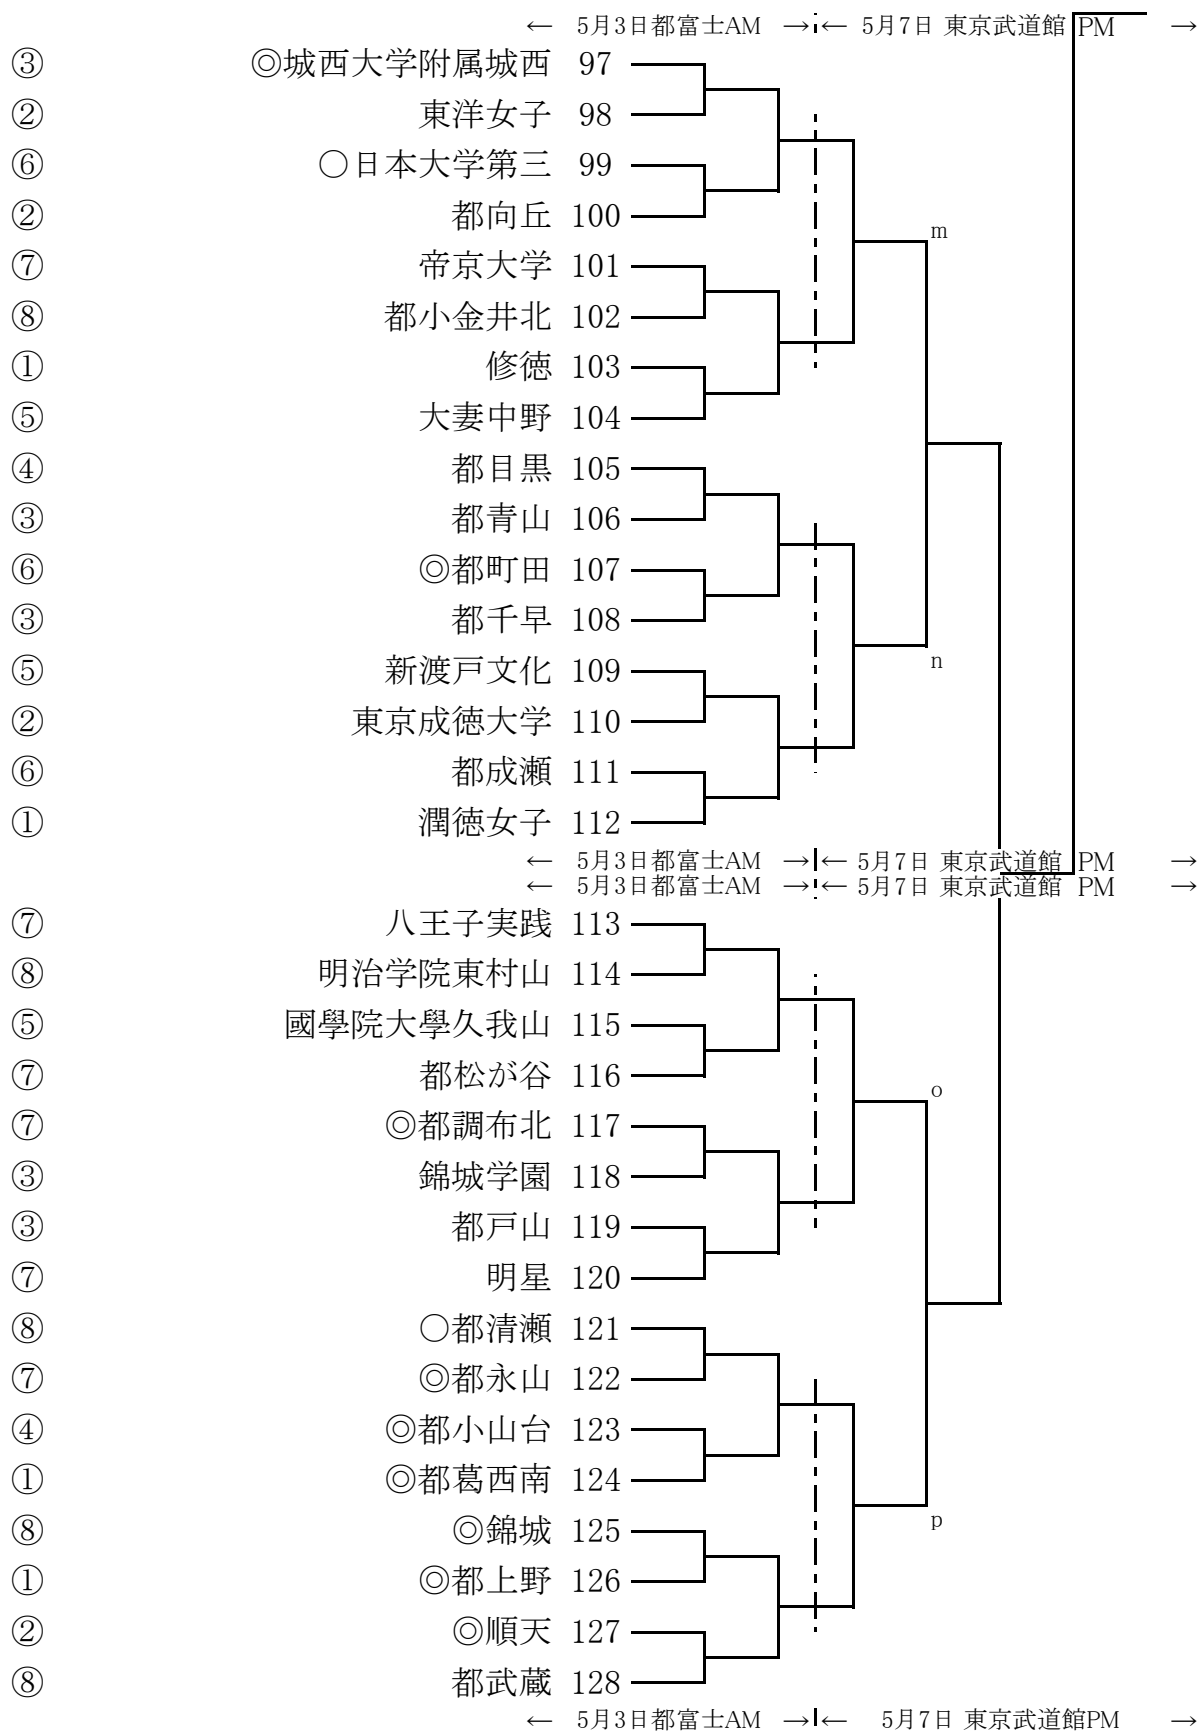 ← 5月3日都富士AM → ← 5月7日 東京武道館 PM →
③ ◎城西大学附属城西 97
② 東洋女子 98
⑥ ○日本大学第三 99
② 都向丘 100
⑦ 帝京大学 101
m
⑧ 都小金井北 102
① 修徳 103
⑤ 大妻中野 104
④ 都目黒 105
③ 都青山 106
⑥ ◎都町田 107
③ 都千早 108
⑤ 新渡戸文化 109
n
② 東京成徳大学 110
⑥ 都成瀬 111
① 潤徳女子 112
← 5月3日都富士AM → ← 5月7日 東京武道館 PM →
← 5月3日都富士AM → ← 5月7日 東京武道館 PM →
⑦ 八王子実践 113
⑧ 明治学院東村山 114
⑤ 國學院大學久我山 115
⑦ 都松が谷 116
o
⑦ ◎都調布北 117
③ 錦城学園 118
③ 都戸山 119
⑦ 明星 120
⑧ ○都清瀬 121
⑦ ◎都永山 122
④ ◎都小山台 123
① ◎都葛西南 124
p
⑧ ◎錦城 125
① ◎都上野 126
② ◎順天 127
⑧ 都武蔵 128
← 5月3日都富士AM → ← 5月7日 東京武道館PM →